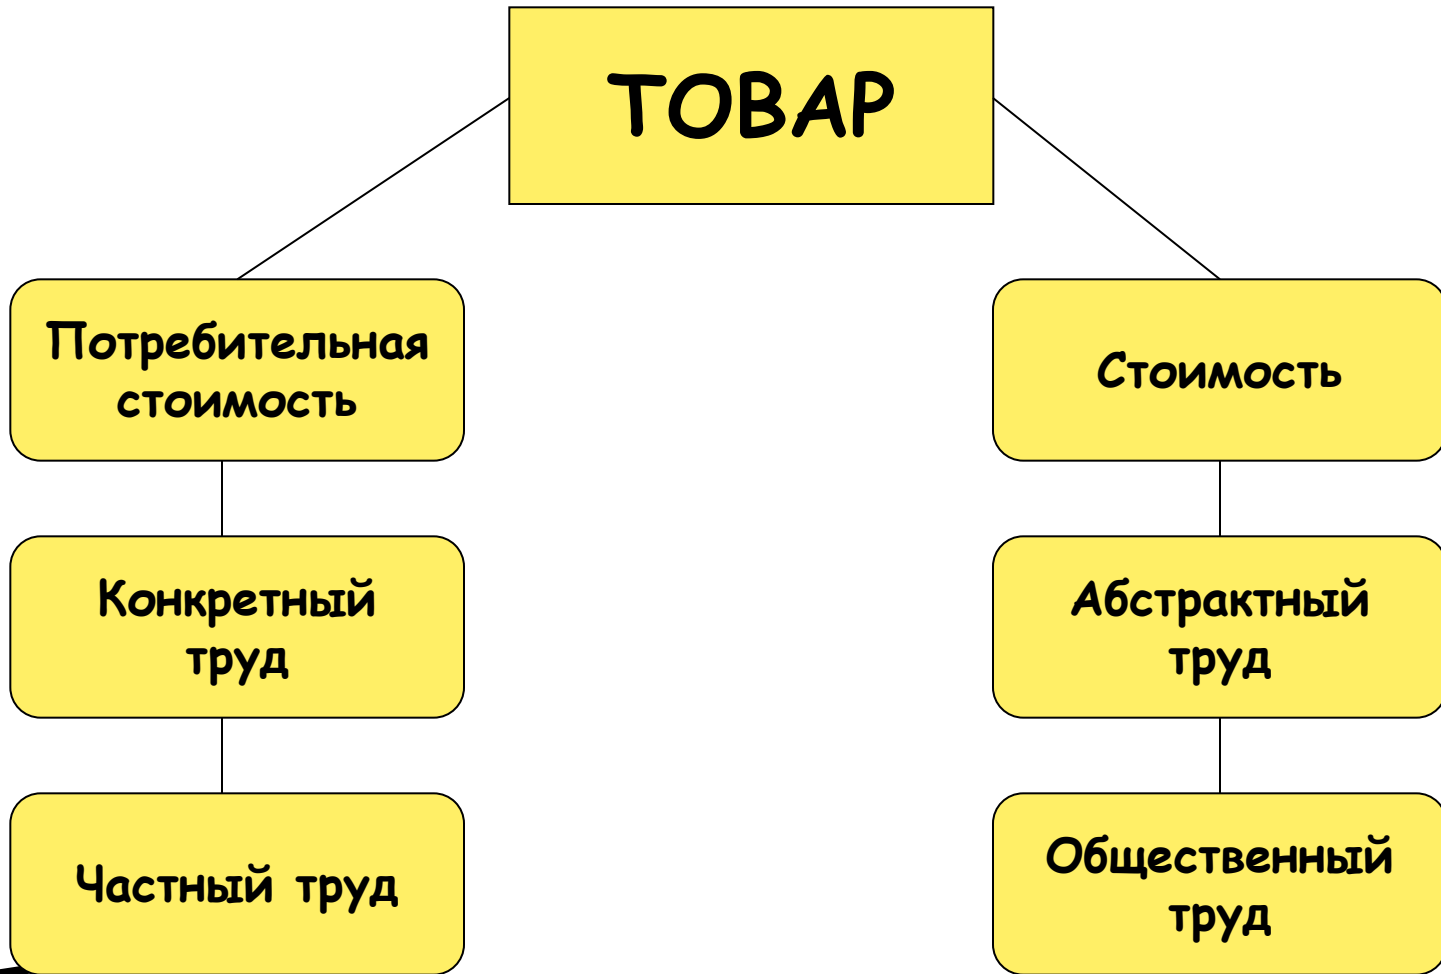 ТОВАР
Потребительная
стоимость
Стоимость
Конкретный
труд
Абстрактный
труд
Частный труд
Общественный
труд